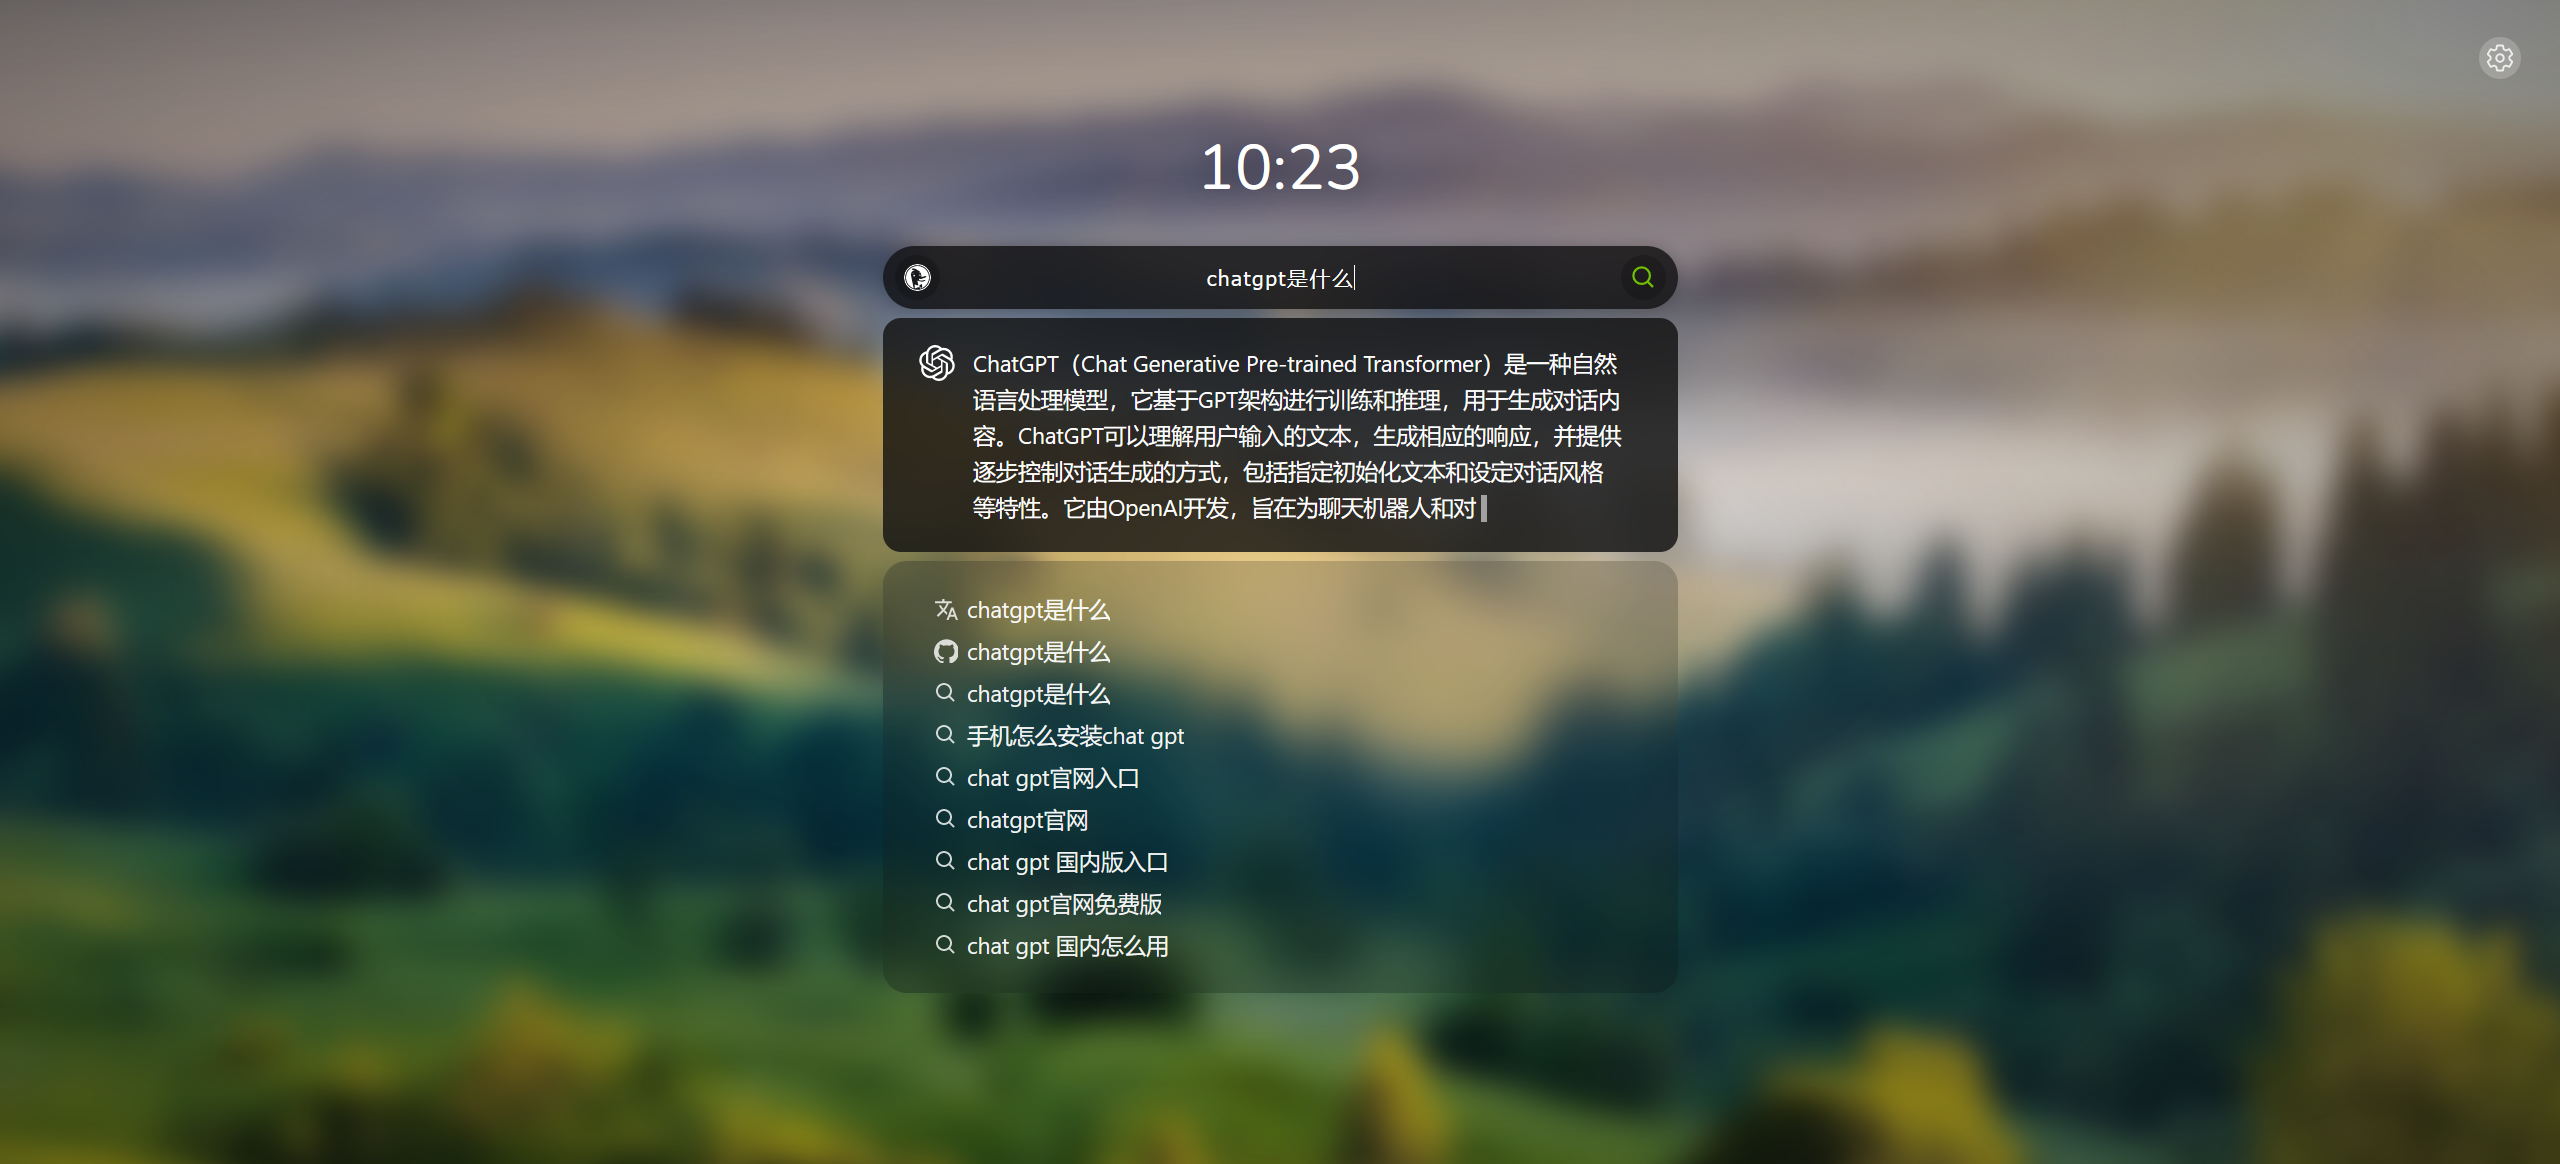 10:23
chatgpt是什么
ChatGPT（Chat Generative Pre-trained Transformer）是一种自然
语言处理模型，它基于GPT架构进行训练和推理，用于生成对话内
容。ChatGPT可以理解用户输入的文本，生成相应的响应，并提供
逐步控制对话生成的方式，包括指定初始化文本和设定对话风格
等特性。它由OpenAI开发，旨在为聊天机器人和对
chatgpt是什么
chatgpt是什么
chatgpt是什么
手机怎么安装chat gpt
chat gpt官网入口
chatgpt官网
chat gpt 国内版入口
chat gpt官网免费版
chat gpt 国内怎么用